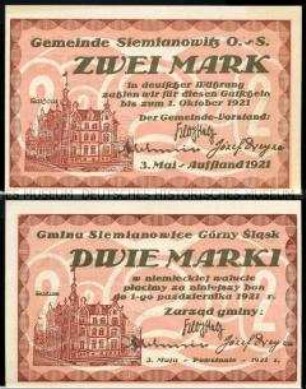 Gemeinde Siemianowitz O.-S.
ZWEI MARK
In deutscher Währung
zahlen wir für diesen Gutschein
bis zum 1. Oktober 1921
Der Gemeinde-Vorstand:
3. Mai - Aufstand 1921
Gmina Siemianowice Górny Śląsk
DWIE MARKI
w niemieckiej walucie
płacimy za niniejszy bon
do 1-go października 1921 r.
Zarząd gminy:
3. Maja - Powstanie - 1921 r.